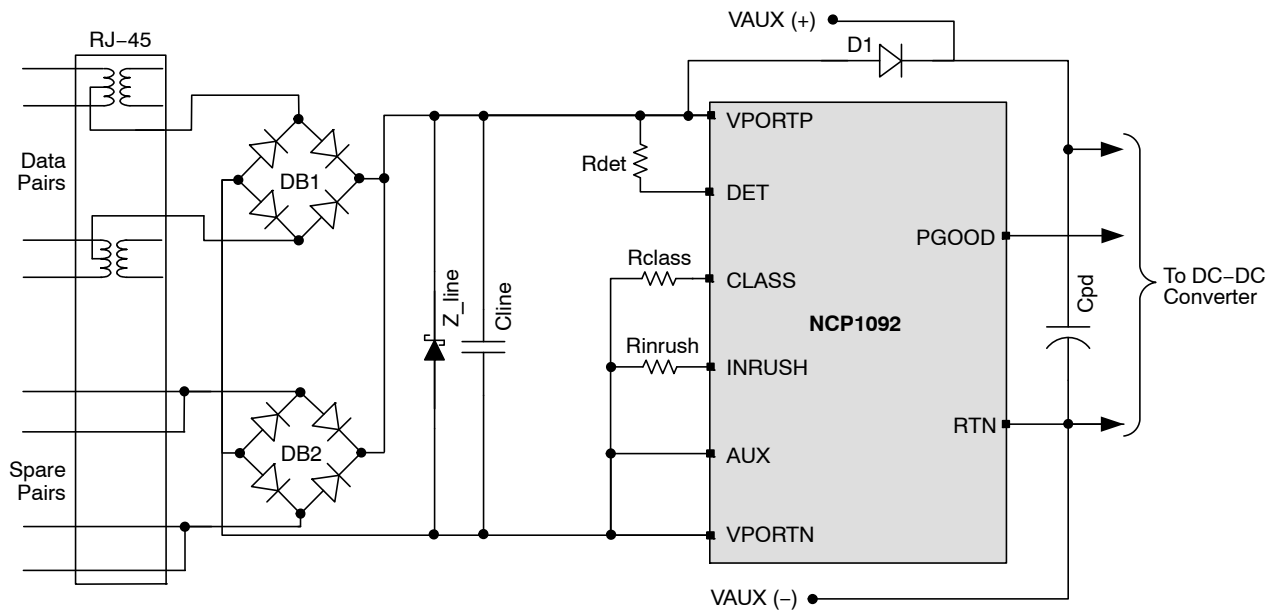 VAUX (+)
RJ−45
D1
VPORTP
Data
Pairs
DB1
Rdet
DET
PGOOD
Rclass
CLASS
To DC−DC
Converter
Z_line
Cline
Cpd
NCP1092
Rinrush
INRUSH
RTN
DB2
AUX
Spare
Pairs
VPORTN
VAUX (−)